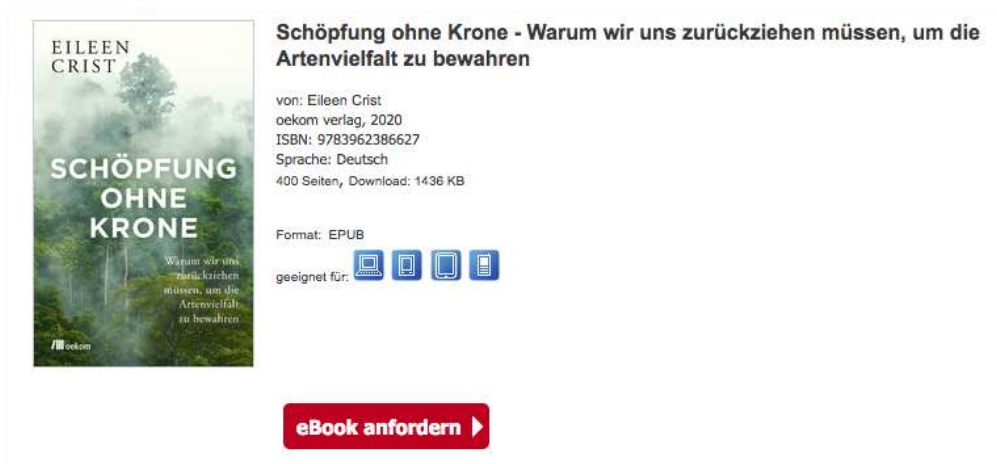 EILEEN
CRIST
SCHÖPFUNG
OHNE
KRONE
Warum wir uns
zurückziehen
müssen, um die
Artenvielfalt
zu bewahren
oekom
Schöpfung ohne Krone - Warum wir uns zurückziehen müssen, um die
Artenvielfalt zu bewahren
von: Eileen Crist
oekom verlag, 2020
ISBN: 9783962386627
Sprache: Deutsch
400 Seiten, Download: 1436 KB
Format: EPUB
geeignet für:
eBook anfordern